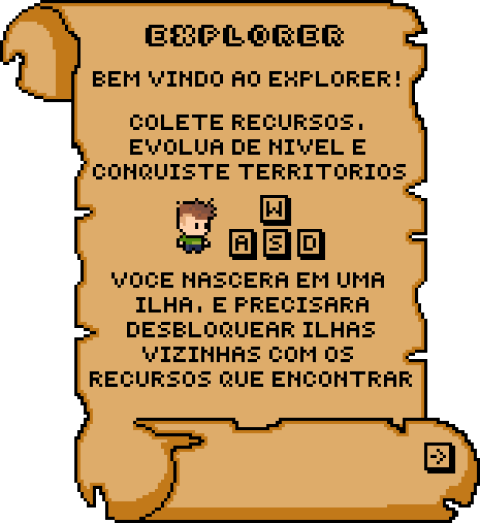 EXPLORER
BEM VINDO AO EXPLORER!
COLETE RECURSOS,
EVOLUA DE NIVEL E
CONQUISTE TERRITORIOS
W
A S D
VOCE NASCERA EM UMA
ILHA, E PRECISARA
DESBLOQUEAR ILHAS
VIZINHAS COM OS
RECURSOS QUE ENCONTRAR